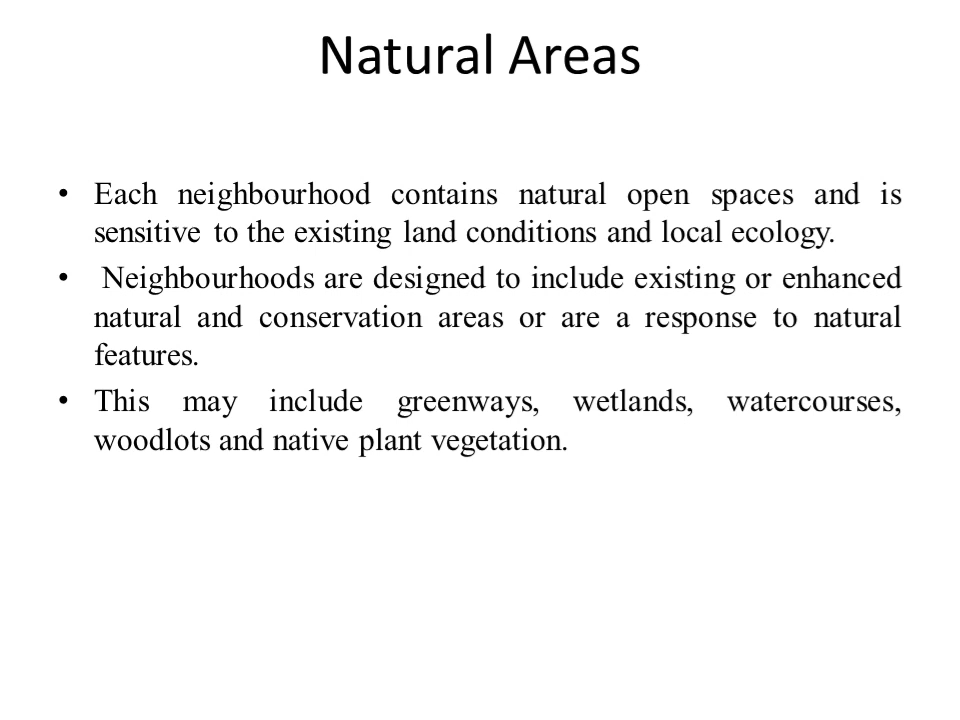 Natural Areas
• Each neighbourhood contains natural open spaces and is
sensitive to the existing land conditions and local ecology.
• Neighbourhoods are designed to include existing or enhanced
natural and conservation areas or are a response to natural
features.
• This may include greenways, wetlands, watercourses,
woodlots and native plant vegetation.